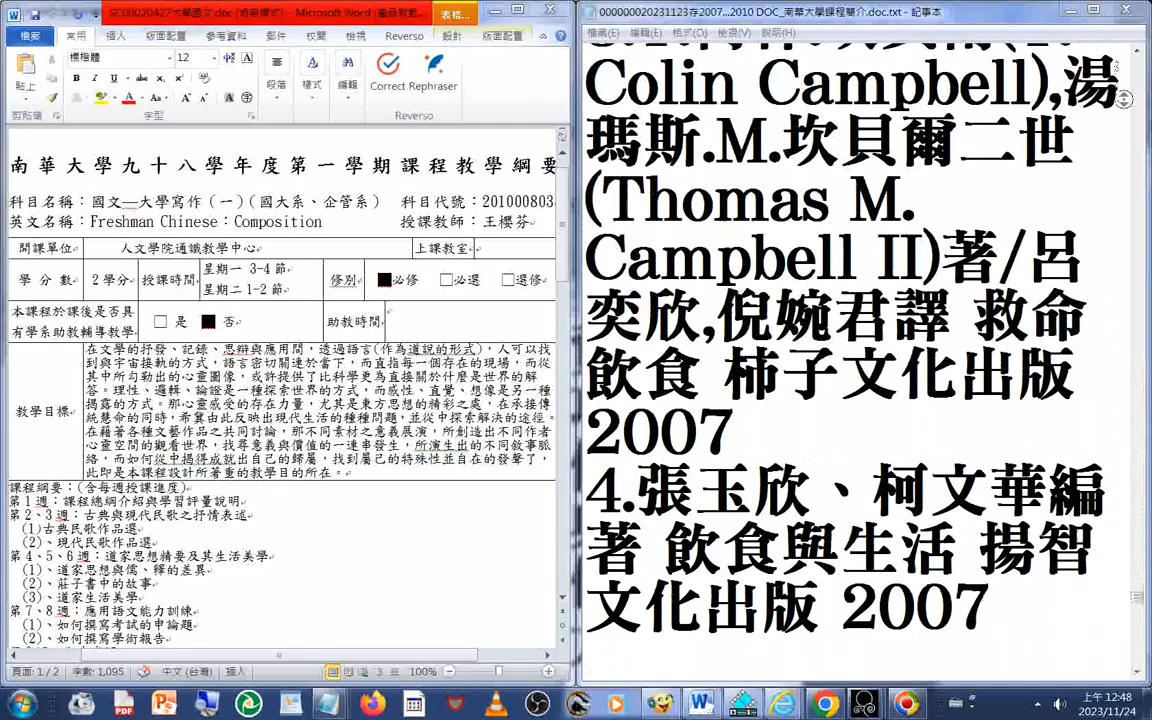 SC00020427大學國文.doc [相容模式] - Microsoft Word (產品啟動...
表格...
檔案 常用 插入 版面配置 參考資料 郵件 校閱 檢視 Reverso 設計 版面配置
貼上
標楷體 12
段落 樣式 編輯 Correct Rephraser
剪貼簿 字型 Reverso
南華大學九十八學年度第一學期課程教學綱要
科目名稱：國文—大學寫作（一）(國大系、企管系) 科目代號：201000803
英文名稱：Freshman Chinese：Composition 授課教師：王櫻芬
開課單位 人文學院通識教學中心 上課教室
學 分 數 2學分 授課時間 星期一 3-4節
星期二1-2節
修別 必修 必選 選修
本課程於課後是否具
有學系助教輔導教學
是 否 助教時間
教學目標
在文學的抒發、記錄、思辯與應用間，透過語言(作為道說的形式)，人可以找
到與宇宙接軌的方式，語言密切關連於當下，而直指每一個存在的現場，而從
其中所勾勒出的心靈圖像，或許提供了比科學更為直接關於什麼是世界的解
答。理性、邏輯、論證是一種探索世界的方式，而感性、直覺、想像是另一種
揭露的方式。那心靈感受的存在力量，尤其是東方思想的精彩之處，在承接傳
統慧命的同時，希冀由此反映出現代生活的種種問題，並從中探索解決的途徑。
在藉著各種文藝作品之共同討論，那不同素材之意義展演，所創造出不同作者
心靈空間的觀看世界，找尋意義與價值的一連串發生，所演生出的不同敘事脈
絡，而如何從中揭得成就出自己的歸屬，找到屬己的特殊性並自在的發聲了，
此即是本課程設計所著重的教學目的所在。
課程綱要：(含每週授課進度)
第1週：課程總綱介紹與學習評量說明
第2、3週：古典與現代民歌之抒情表述
(1)古典民歌作品選
(2)、現代民歌作品選
第4、5、6週：道家思想精要及其生活美學
(1)、道家思想與儒、釋的差異
(2)、莊子書中的故事
(3)、道家生活美學
第7、8週：應用語文能力訓練
(1)、如何撰寫考試的申論題
(2)、如何撰寫學術報告
頁面：1/2 字數：1,095 中文(台灣) 插入 100%
000000020231123存2007...2010 DOC_南華大學課程簡介.doc.txt - 記事本
檔案(F) 編輯(E) 格式(O) 檢視(V) 說明(H)
Colin Campbell),湯
瑪斯.M.坎貝爾二世
(Thomas M.
Campbell II)著/呂
奕欣,倪婉君譯 救命
飲食 柿子文化出版
2007
4.張玉欣、柯文華編
著 飲食與生活 揚智
文化出版 2007
上午 12:48
2023/11/24